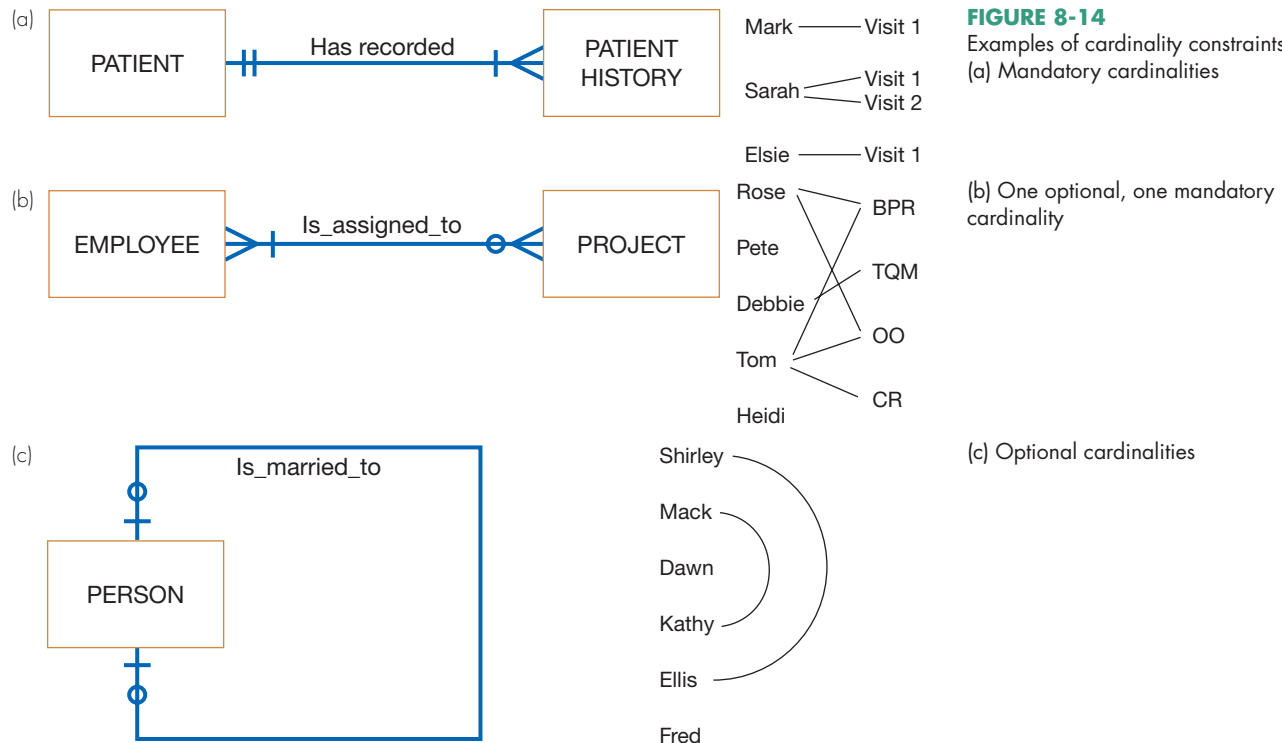 (a)
PATIENT
Has recorded
PATIENT
HISTORY
Mark
Visit 1
Sarah
Visit 1
Visit 2
Elsie
Visit 1
FIGURE 8-14
Examples of cardinality constraints
(a) Mandatory cardinalities
(b)
EMPLOYEE
Is_assigned_to
PROJECT
Rose
Pete
Debbie
Tom
Heidi
BPR
TQM
OO
CR
(b) One optional, one mandatory
cardinality
(c)
Is_married_to
PERSON
Shirley
Mack
Dawn
Kathy
Ellis
Fred
(c) Optional cardinalities